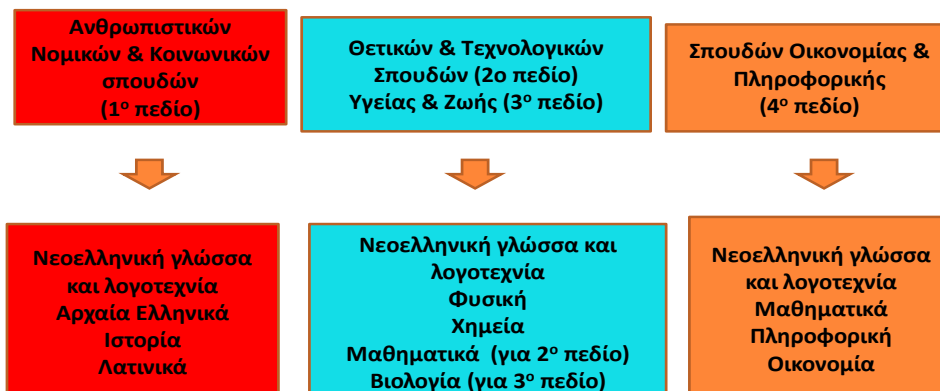 Ανθρωπιστικών
Νομικών & Κοινωνικών
σπουδών
(1ο πεδίο)
Θετικών & Τεχνολογικών
Σπουδών (2ο πεδίο)
Υγείας & Ζωής (3ο πεδίο)
Σπουδών Οικονομίας &
Πληροφορικής
(4ο πεδίο)
Νεοελληνική γλώσσα
και λογοτεχνία
Αρχαία Ελληνικά
Ιστορία
Λατινικά
Νεοελληνική γλώσσα και
λογοτεχνία
Φυσική
Χημεία
Μαθηματικά (για 2ο πεδίο)
Βιολογία (για 3ο πεδίο)
Νεοελληνική γλώσσα
και λογοτεχνία
Μαθηματικά
Πληροφορική
Οικονομία